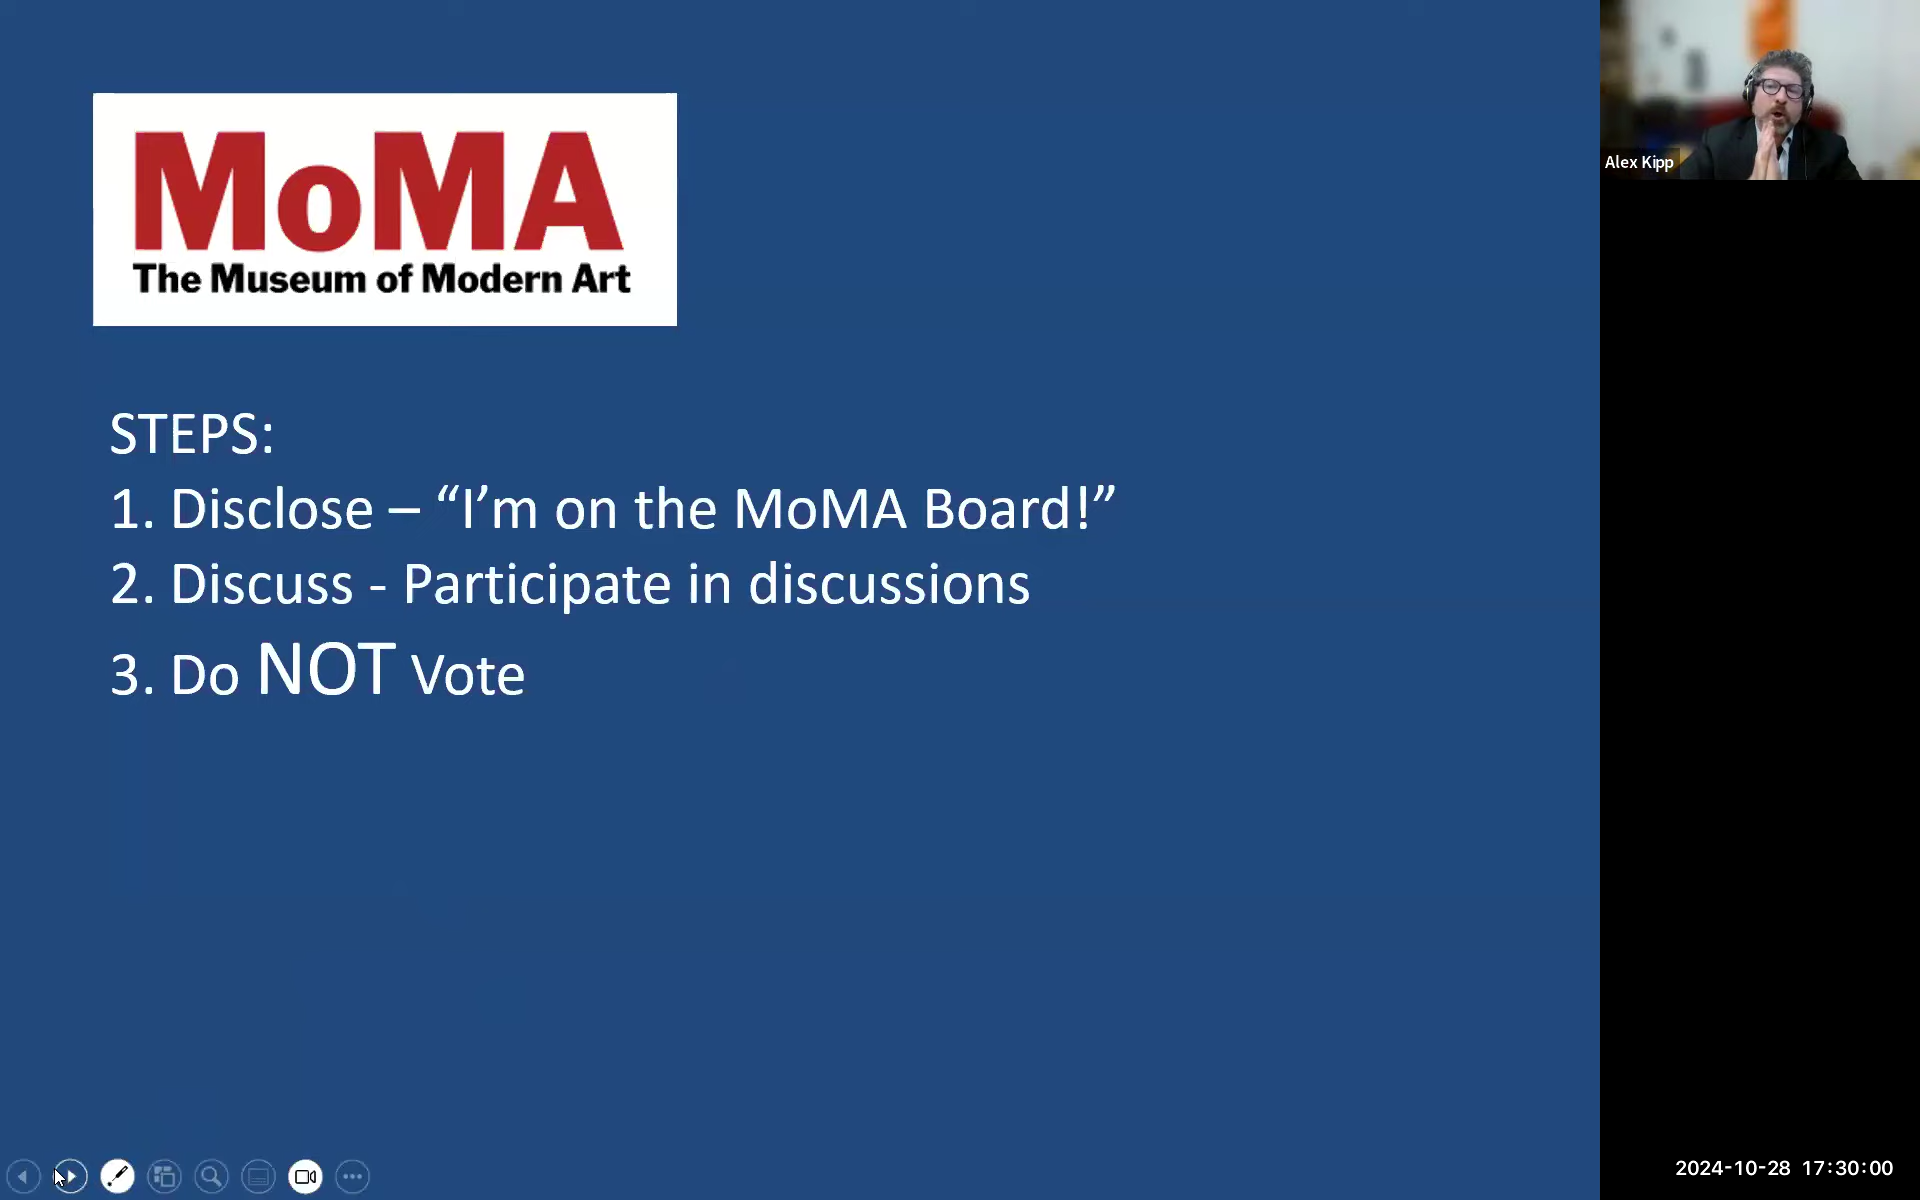 MoMA
The Museum of Modern Art
STEPS:
1. Disclose – “I’m on the MoMA Board!”
2. Discuss - Participate in discussions
3. Do NOT Vote
Alex Kipp
2024-10-28 17:30:00